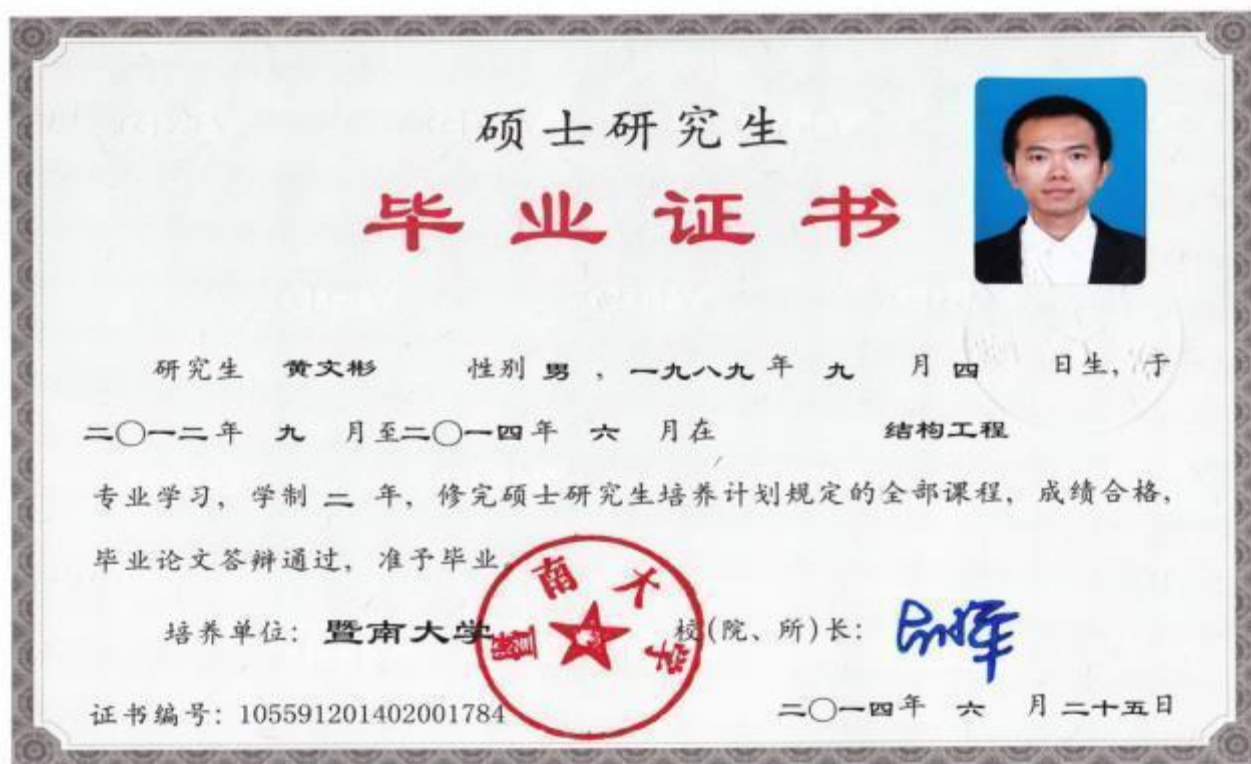 硕士研究生
毕业证书
研究生 黄文彬 性别 男 ，一九八九 年 九 月 四 日生，于
二〇一二 年 九 月至 二〇一四 年 六 月在 结构工程
专业学习，学制 二 年，修完硕士研究生培养计划规定的全部课程，成绩合格，
毕业论文答辩通过，准予毕业。
培养单位：暨南大学 校(院、所)长：
暨南大学
证书编号：105591201402001784 二〇一四 年 六 月 二十五日